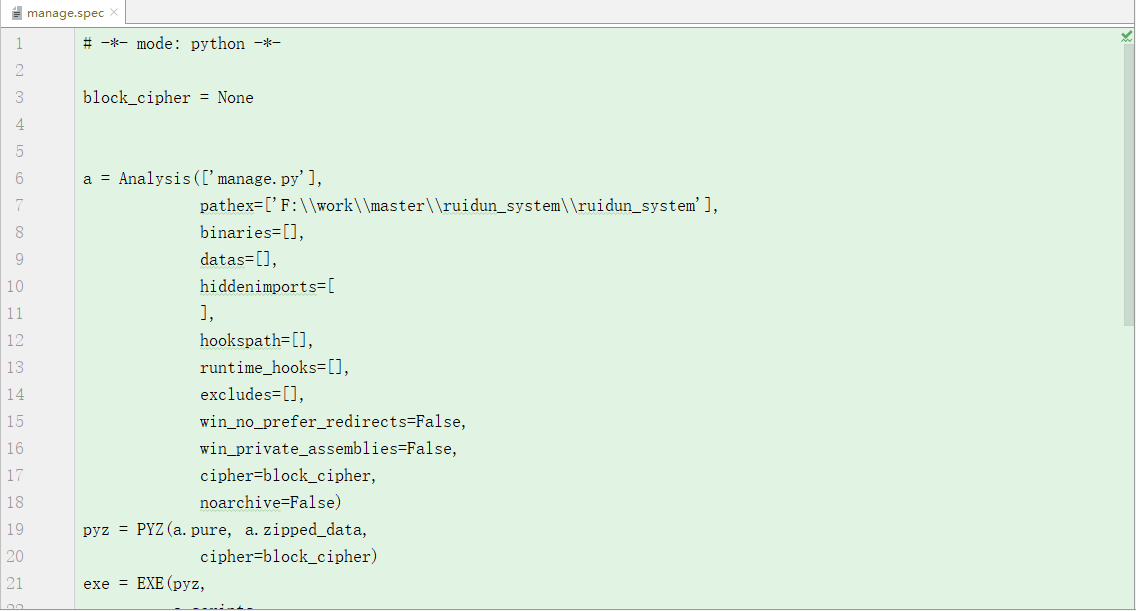 manage.spec
1 # -*- mode: python -*-
2
3 block_cipher = None
4
5
6 a = Analysis(['manage.py'],
7 pathex=['F:\\work\\master\\ruidun_system\\ruidun_system'],
8 binaries=[],
9 datas=[],
10 hiddenimports=[
11 ],
12 hookspath=[],
13 runtime_hooks=[],
14 excludes=[],
15 win_no_prefer_redirects=False,
16 win_private_assemblies=False,
17 cipher=block_cipher,
18 noarchive=False)
19 pyz = PYZ(a.pure, a.zipped_data,
20 cipher=block_cipher)
21 exe = EXE(pyz,